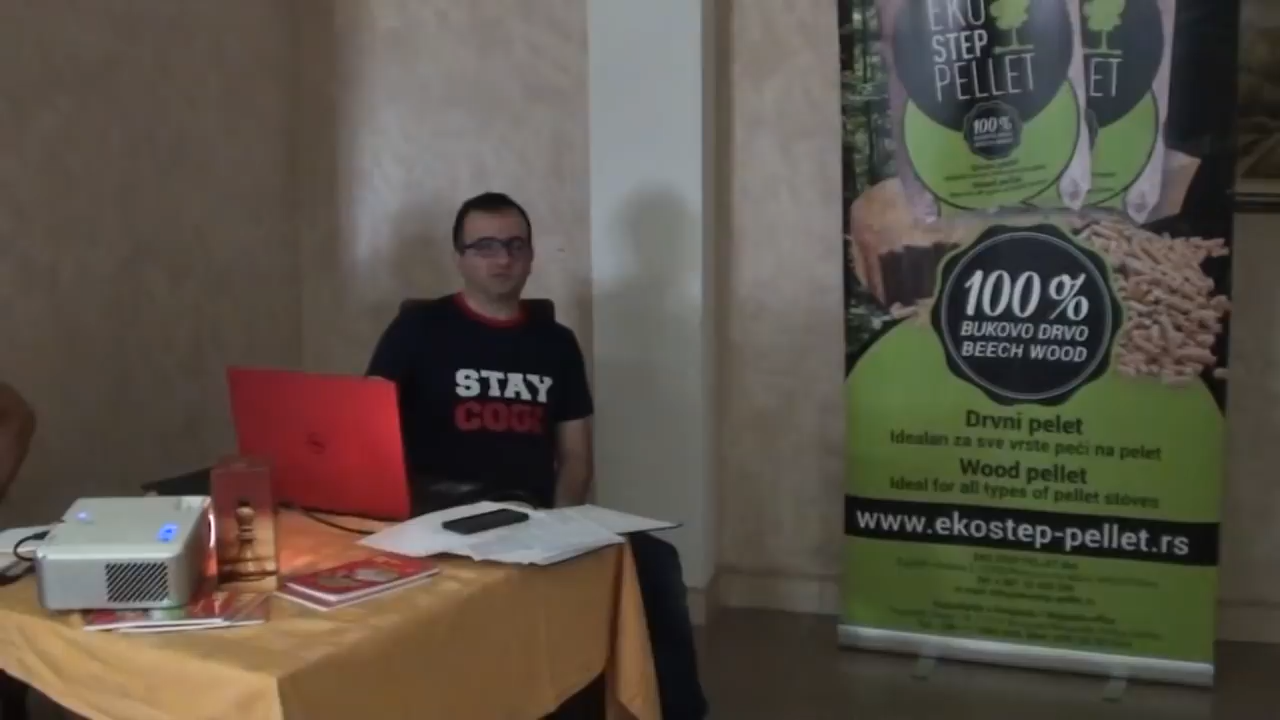 STAY
COOL
EKO
STEP
PELLET
ET
100%
100%
BUKOVO DRVO
BEECH WOOD
Drvni pelet
Idealan za sve vrste peći na pelet
Wood pellet
Ideal for all types of pellet stoves
www.ekostep-pellet.rs